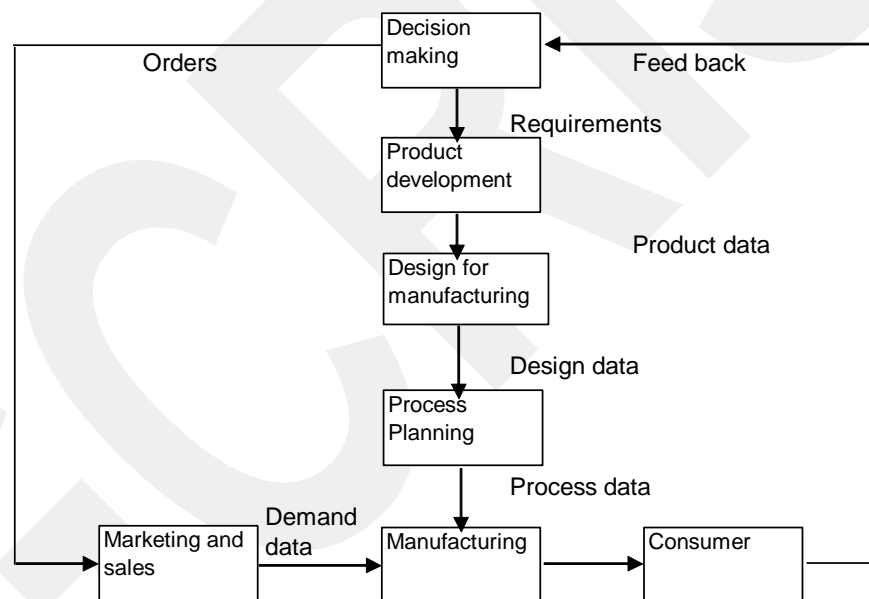 Decision
making
Orders
Feed back
Requirements
Product
development
Product data
Design for
manufacturing
Design data
Process
Planning
Process data
Demand
data
Marketing and
sales
Manufacturing
Consumer